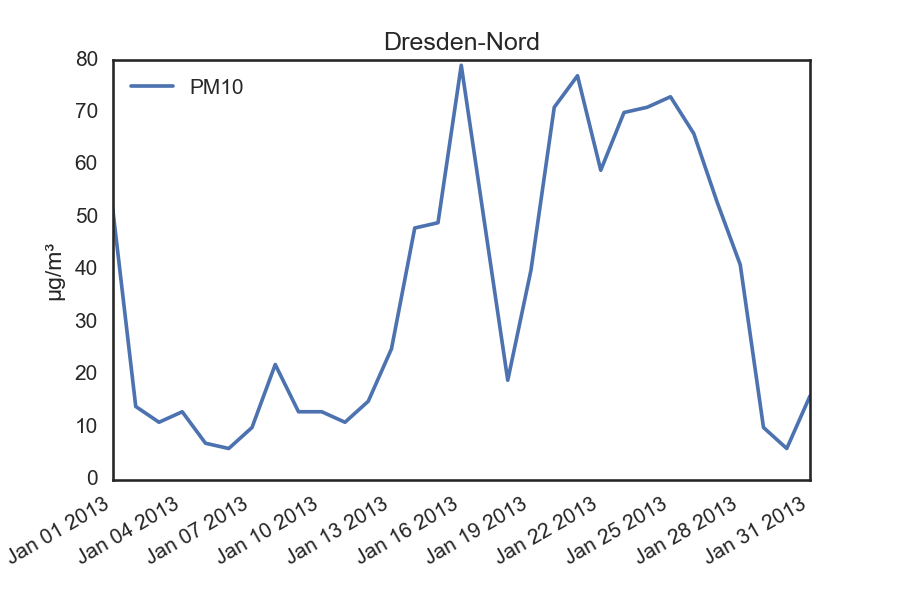 Dresden-Nord
PM10
80
70
60
50
40
30
20
10
0
µg/m³
Jan 01 2013
Jan 04 2013
Jan 07 2013
Jan 10 2013
Jan 13 2013
Jan 16 2013
Jan 19 2013
Jan 22 2013
Jan 25 2013
Jan 28 2013
Jan 31 2013